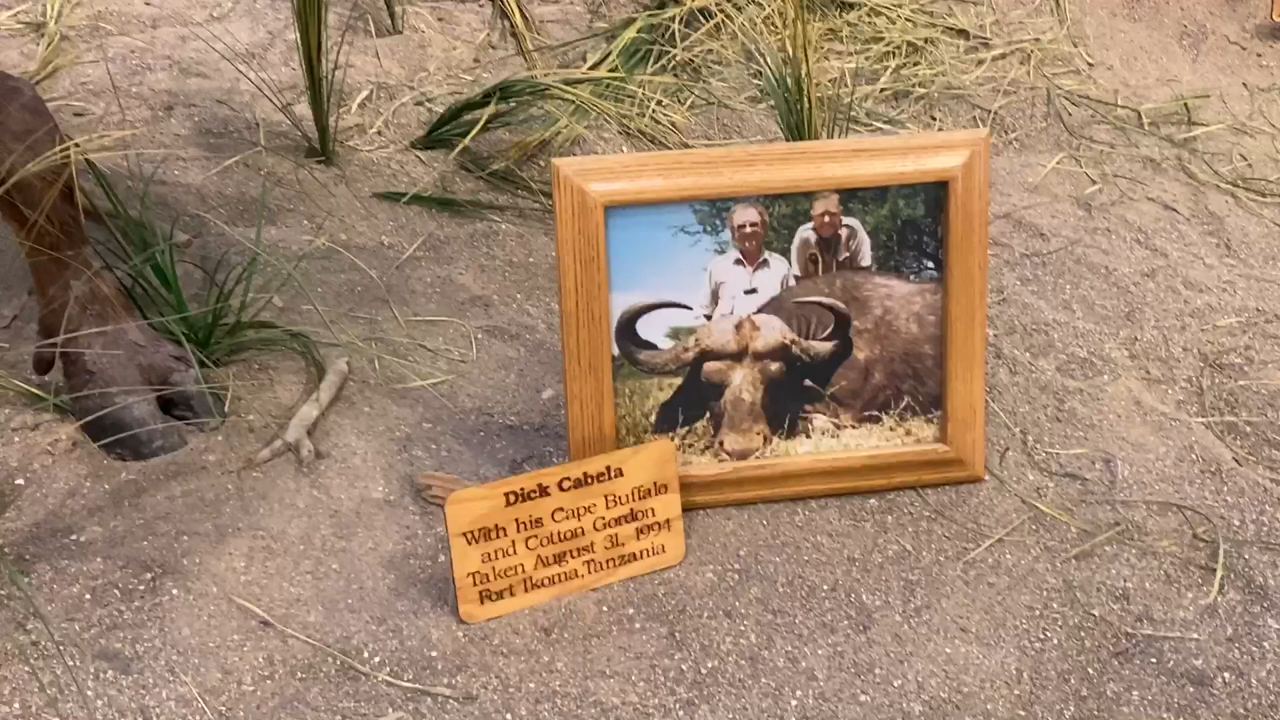 Dick Cabela
With his Cape Buffalo
and Cotton Gordon
Taken August 31, 1994
Fort Ikoma,Tanzania